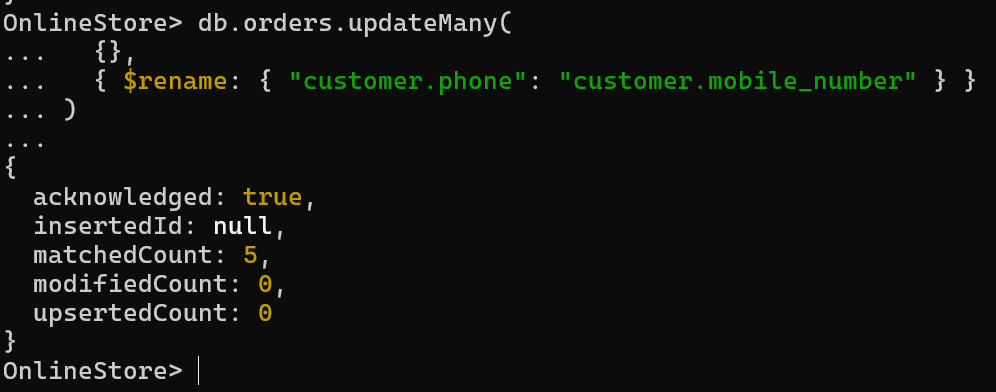 }
OnlineStore> db.orders.updateMany(
...   {},
...   { $rename: { "customer.phone": "customer.mobile_number" } }
... )
...
{
  acknowledged: true,
  insertedId: null,
  matchedCount: 5,
  modifiedCount: 0,
  upsertedCount: 0
}
OnlineStore>